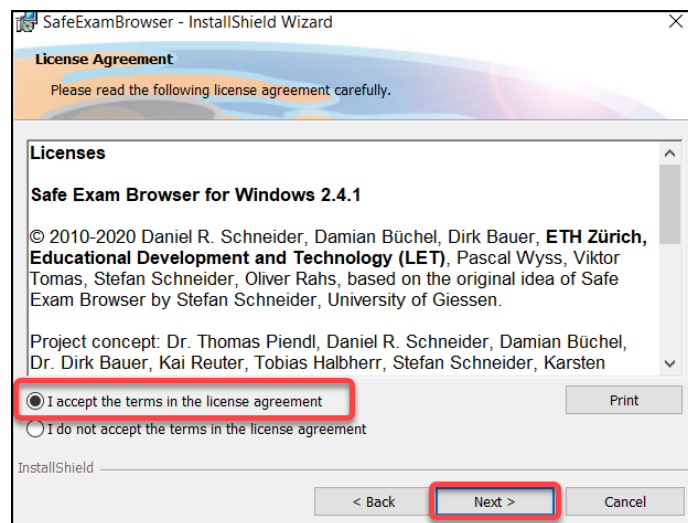 SafeExamBrowser - InstallShield Wizard
License Agreement
Please read the following license agreement carefully.
Licenses
Safe Exam Browser for Windows 2.4.1
© 2010-2020 Daniel R. Schneider, Damian Büchel, Dirk Bauer, ETH Zürich,
Educational Development and Technology (LET), Pascal Wyss, Viktor
Tomas, Stefan Schneider, Oliver Rahs, based on the original idea of Safe
Exam Browser by Stefan Schneider, University of Giessen.
Project concept: Dr. Thomas Piendl, Daniel R. Schneider, Damian Büchel,
Dr. Dirk Bauer, Kai Reuter, Tobias Halbherr, Stefan Schneider, Karsten
I accept the terms in the license agreement
Print
I do not accept the terms in the license agreement
InstallShield
< Back
Next >
Cancel